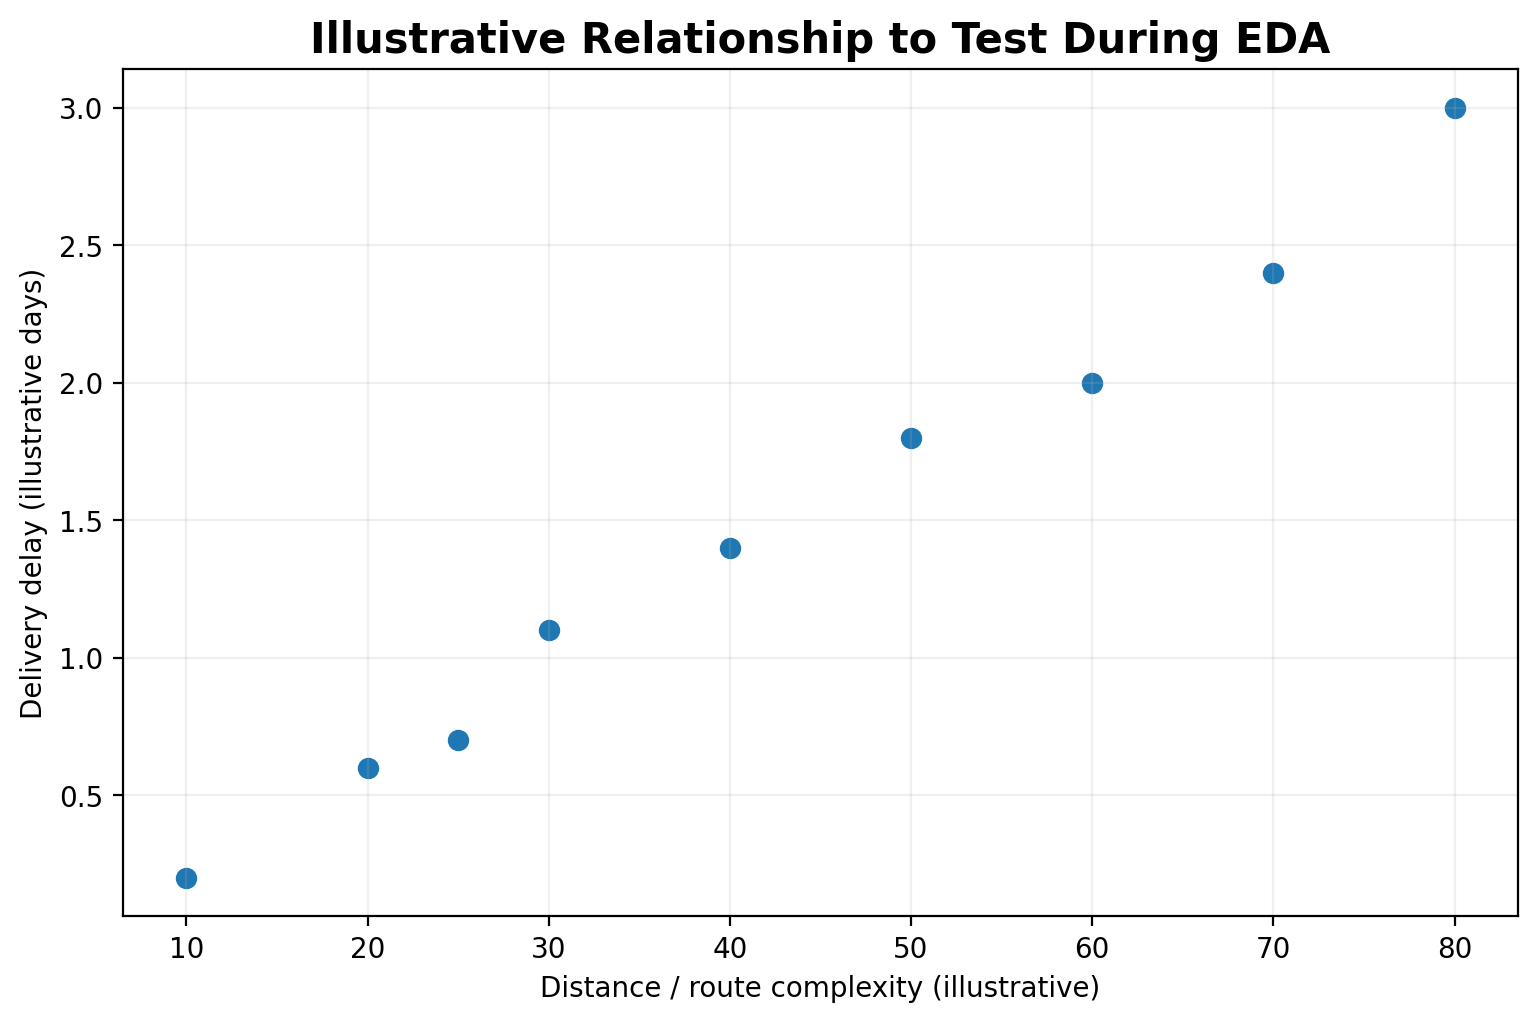 Illustrative Relationship to Test During EDA
3.0
2.5
2.0
1.5
1.0
0.5
Delivery delay (illustrative days)
10 20 30 40 50 60 70 80
Distance / route complexity (illustrative)